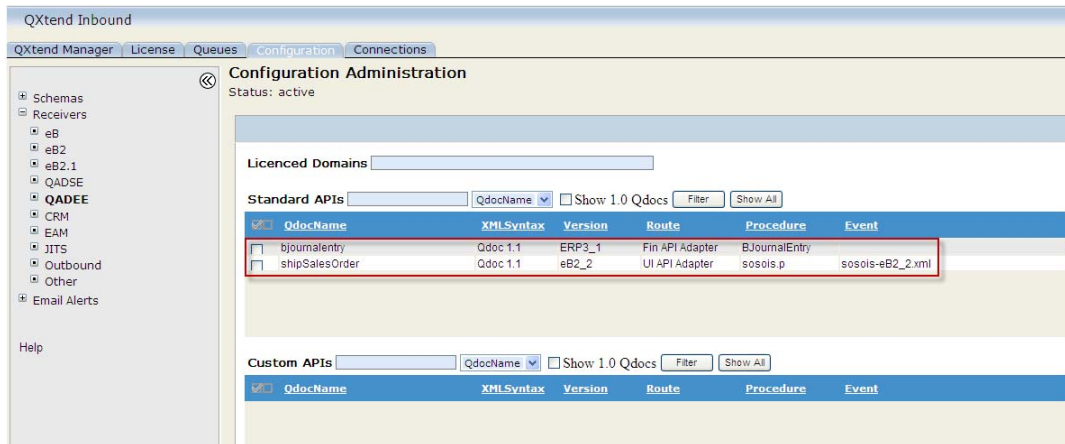 QXtend Inbound
QXtend Manager License Queues Configuration Connections
Configuration Administration
Status: active
Schemas
Receivers
eB
eB2
eB2.1
QADSE
QADEE
CRM
EAM
JITS
Outbound
Other
Email Alerts
Help
Licenced Domains
Standard APIs QdocName Show 1.0 Qdocs Filter Show All
QdocName XMLSyntax Version Route Procedure Event
bjournalentry Qdoc 1.1 ERP3_1 Fin API Adapter BJournalEntry
shipSalesOrder Qdoc 1.1 eB2_2 UI API Adapter sosois.p sosois-eB2_2.xml
Custom APIs QdocName Show 1.0 Qdocs Filter Show All
QdocName XMLSyntax Version Route Procedure Event